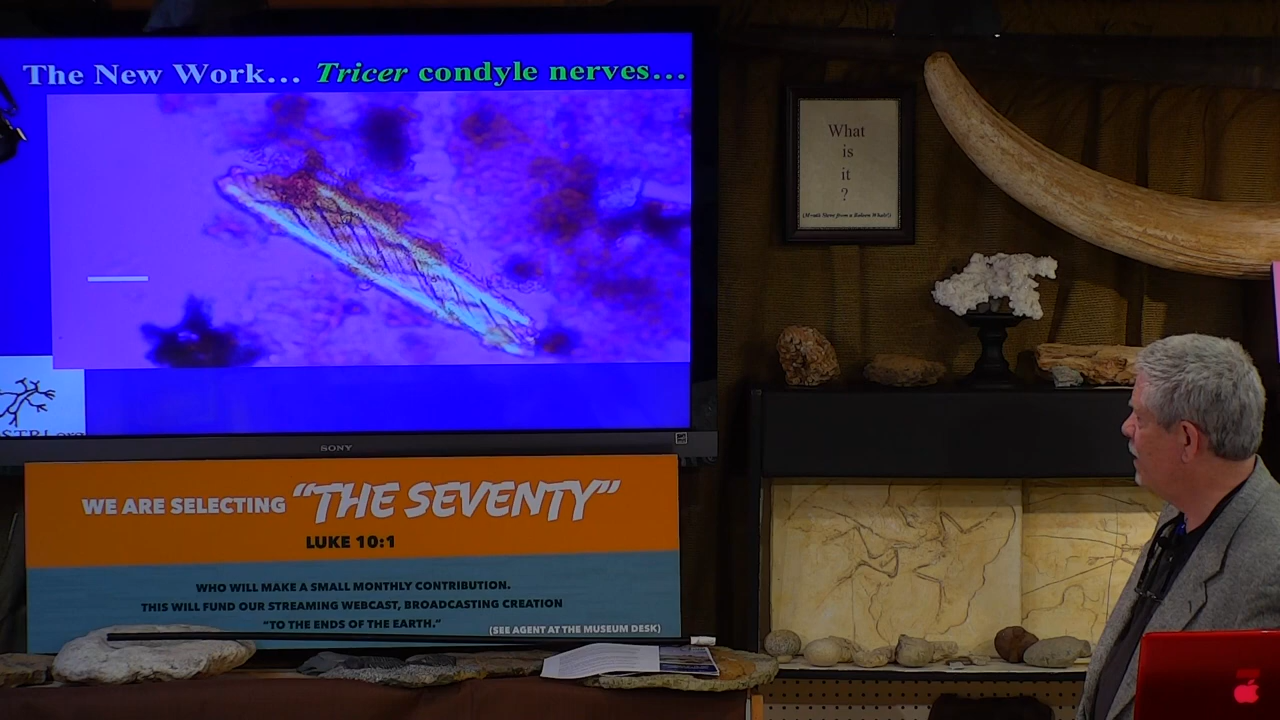 The New Work... Tricer condyle nerves...
What
is
it
?
SONY
WE ARE SELECTING "THE SEVENTY"
LUKE 10:1
WHO WILL MAKE A SMALL MONTHLY CONTRIBUTION.
THIS WILL FUND OUR STREAMING WEBCAST, BROADCASTING CREATION
"TO THE ENDS OF THE EARTH."
(SEE AGENT AT THE MUSEUM DESK)